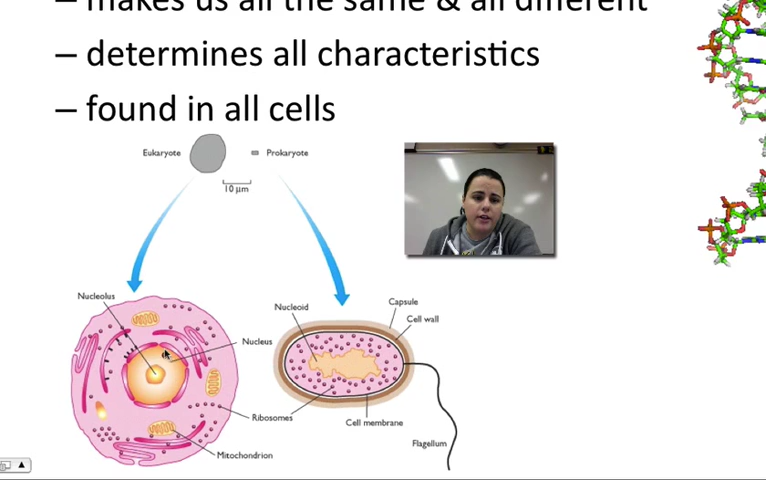 – makes us all the same & all different
– determines all characteristics
– found in all cells
Eukaryote
Prokaryote
10 µm
Nucleolus
Nucleoid
Capsule
Cell wall
Nucleus
Ribosomes
Cell membrane
Flagellum
Mitochondrion